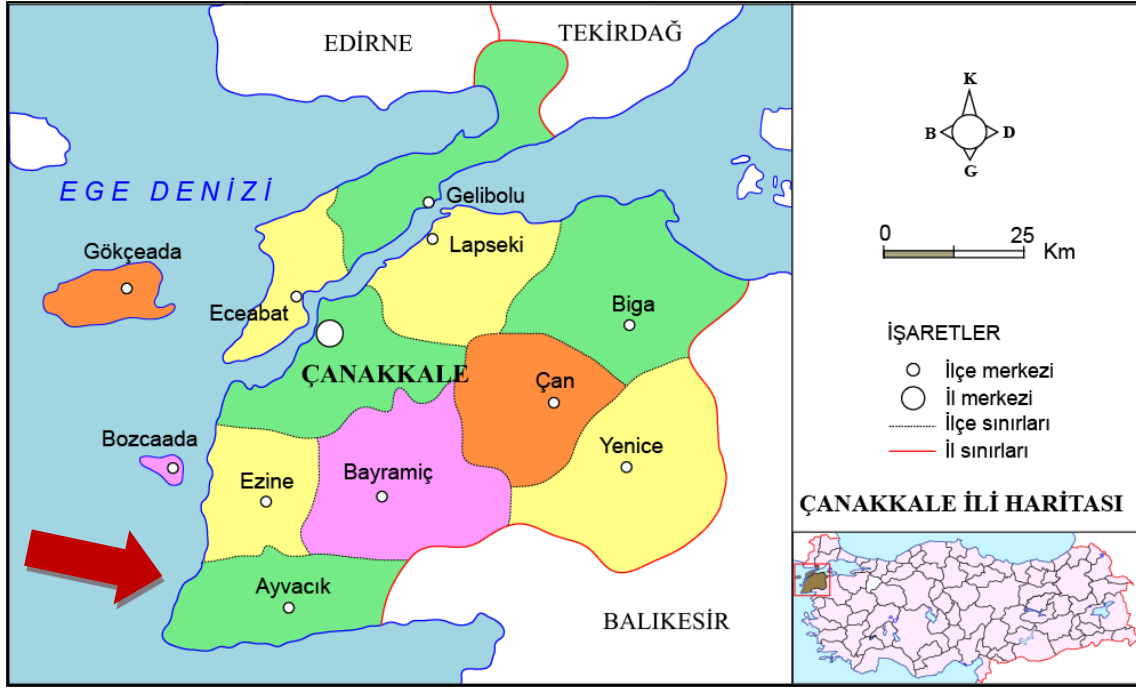 EDİRNE
TEKİRDAĞ
EGE DENİZİ
Gelibolu
Lapseki
Gökçeada
Eceabat
Biga
ÇANAKKALE
Çan
Bozcaada
Ezine
Bayramiç
Yenice
Ayvacık
BALIKESİR
K
B
D
G
0
25
Km
İŞARETLER
İlçe merkezi
İl merkezi
İlçe sınırları
İl sınırları
ÇANAKKALE İLİ HARİTASI